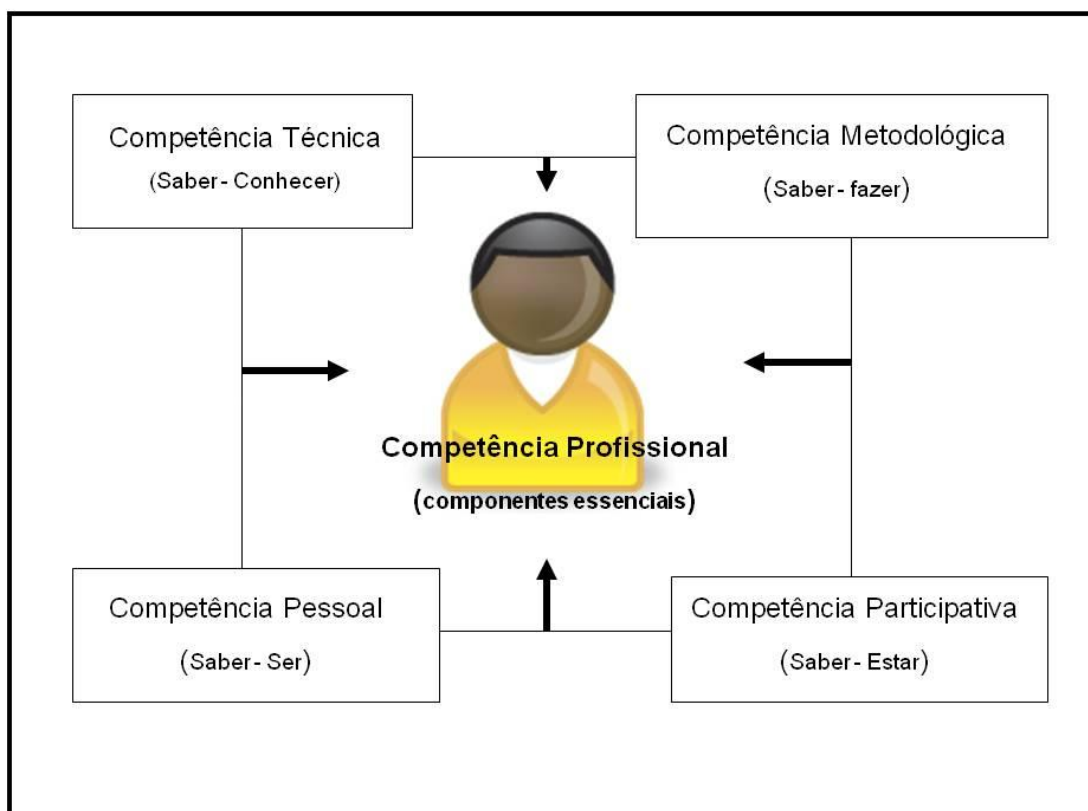 Competência Técnica
(Saber - Conhecer)
Competência Metodológica
(Saber - fazer)
Competência Profissional
(componentes essenciais)
Competência Pessoal
(Saber - Ser)
Competência Participativa
(Saber - Estar)